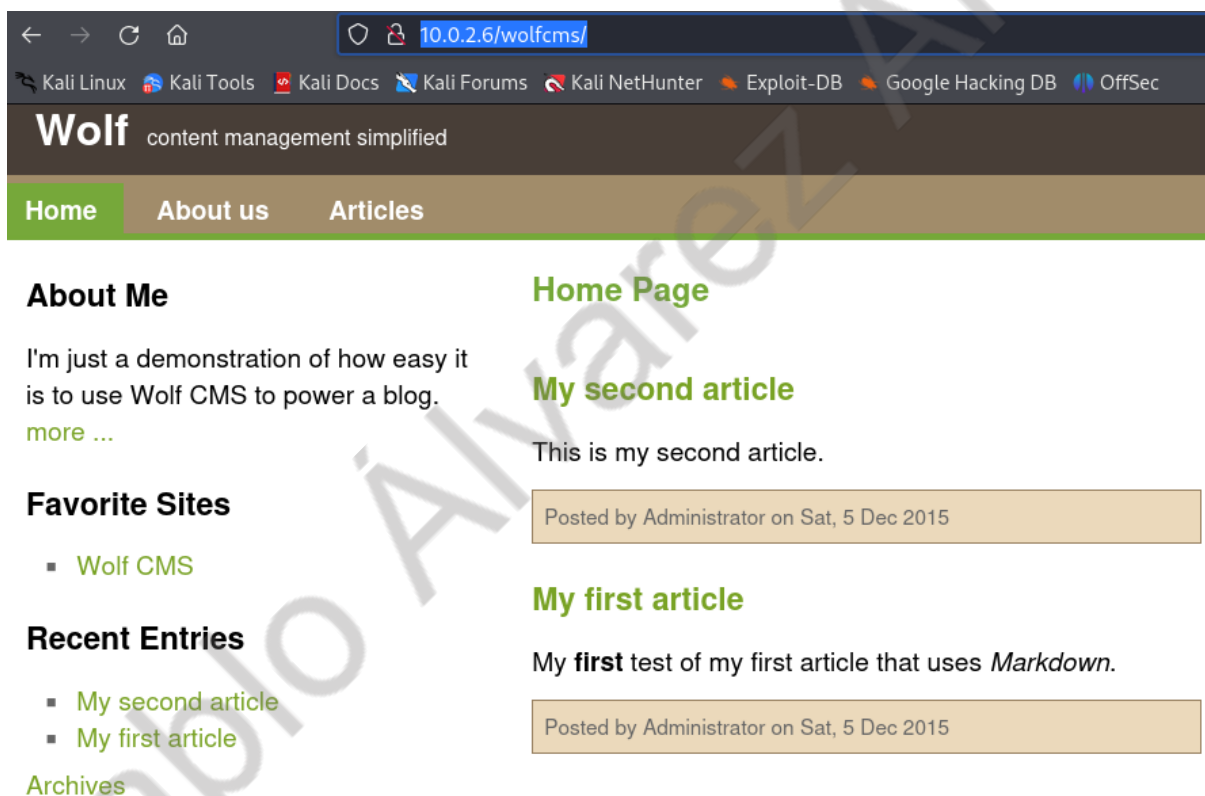 10.0.2.6/wolfcms/
Kali Linux Kali Tools Kali Docs Kali Forums Kali NetHunter Exploit-DB Google Hacking DB OffSec
Wolf content management simplified
Home About us Articles
About Me
I'm just a demonstration of how easy it
is to use Wolf CMS to power a blog.
more ...
Favorite Sites
Wolf CMS
Recent Entries
My second article
My first article
Archives
Home Page
My second article
This is my second article.
Posted by Administrator on Sat, 5 Dec 2015
My first article
My first test of my first article that uses Markdown.
Posted by Administrator on Sat, 5 Dec 2015
Álvarez